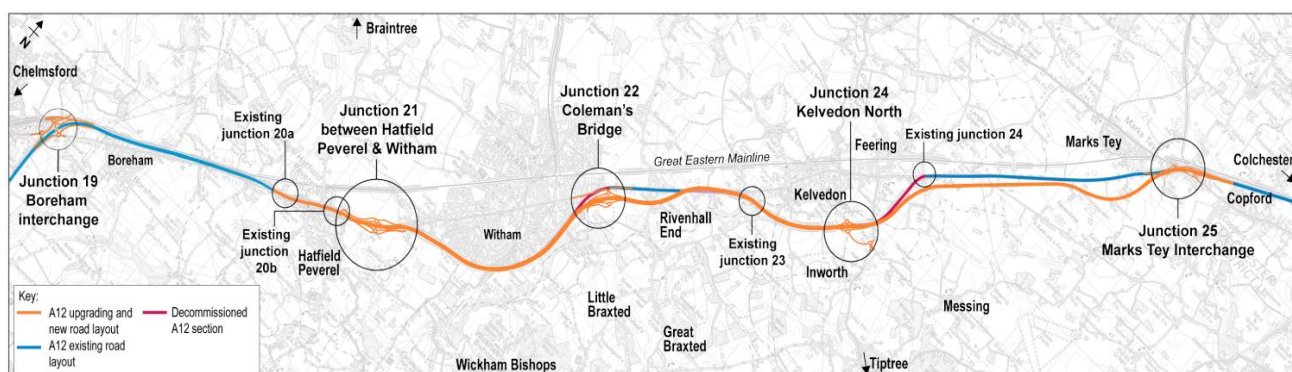 Braintree
N
Chelmsford
Junction 19
Boreham
interchange
Boreham
Existing
junction 20a
Existing
junction
20b
Hatfield
Peverel
Junction 21
between Hatfield
Peverel & Witham
Witham
Wickham Bishops
Junction 22
Coleman's
Bridge
Little
Braxted
Great Eastern Mainline
Rivenhall
End
Great
Braxted
Existing
junction 23
Junction 24
Kelvedon North
Kelvedon
Feering
Inworth
Tiptree
Existing junction 24
Messing
Marks Tey
Junction 25
Marks Tey Interchange
Colchester
Copford
Key:
A12 upgrading and
new road layout
A12 existing road
layout
Decommissioned
A12 section